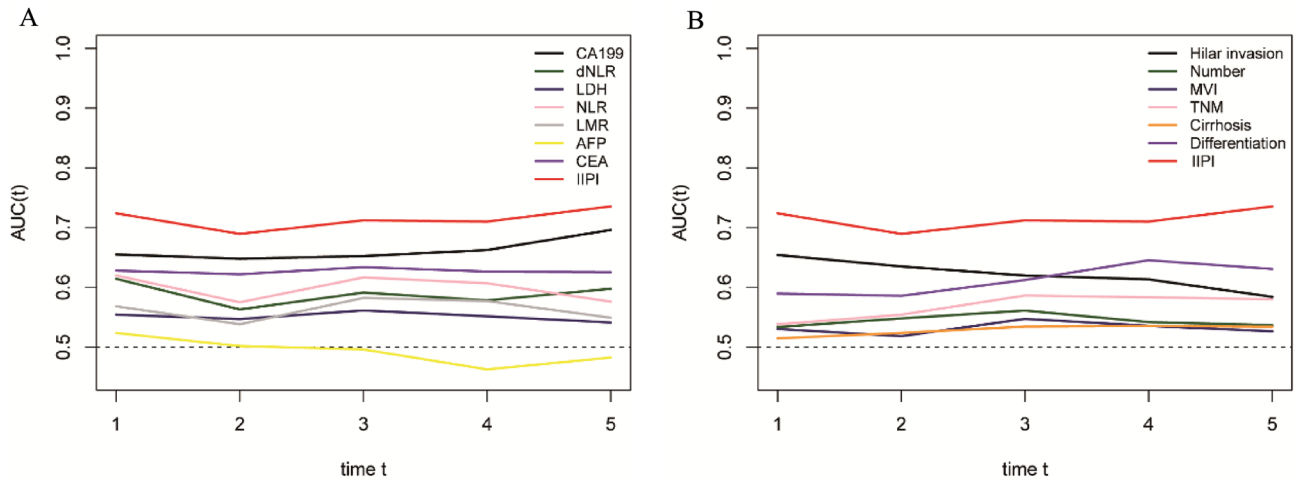 A
AUC(t)
1.0
0.9
0.8
0.7
0.6
0.5
CA199
dNLR
LDH
NLR
LMR
AFP
CEA
IIPI
1 2 3 4 5
time t
B
AUC(t)
1.0
0.9
0.8
0.7
0.6
0.5
Hilar invasion
Number
MVI
TNM
Cirrhosis
Differentiation
IIPI
1 2 3 4 5
time t